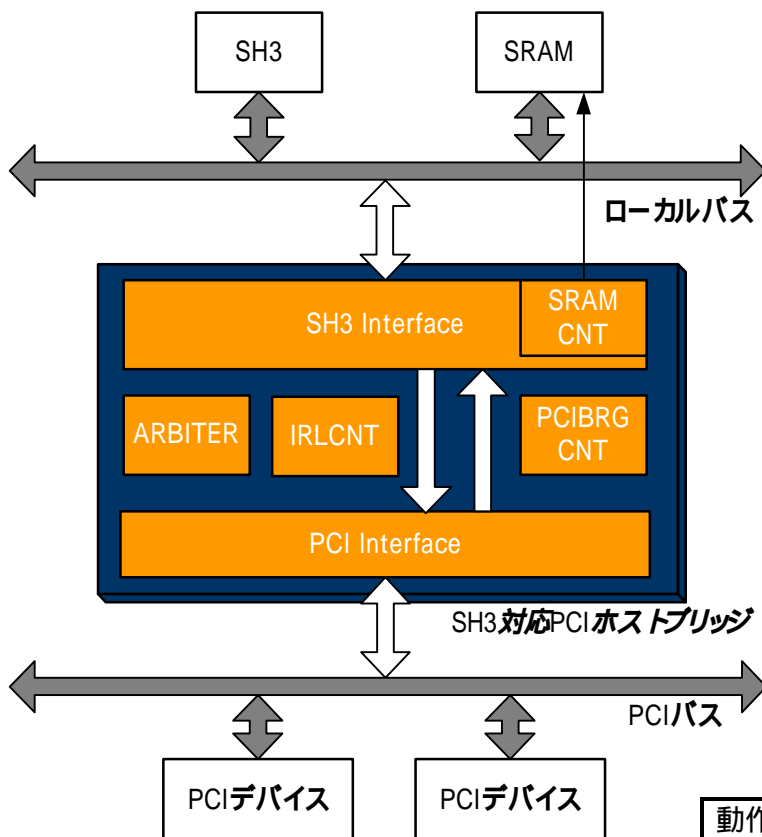 SH3
SRAM
ローカルバス
SH3 Interface
SRAM
CNT
ARBITER
IRLCNT
PCIBRG
CNT
PCI Interface
SH3対応PCIホストブリッジ
PCIバス
PCIデバイス
PCIデバイス
動作